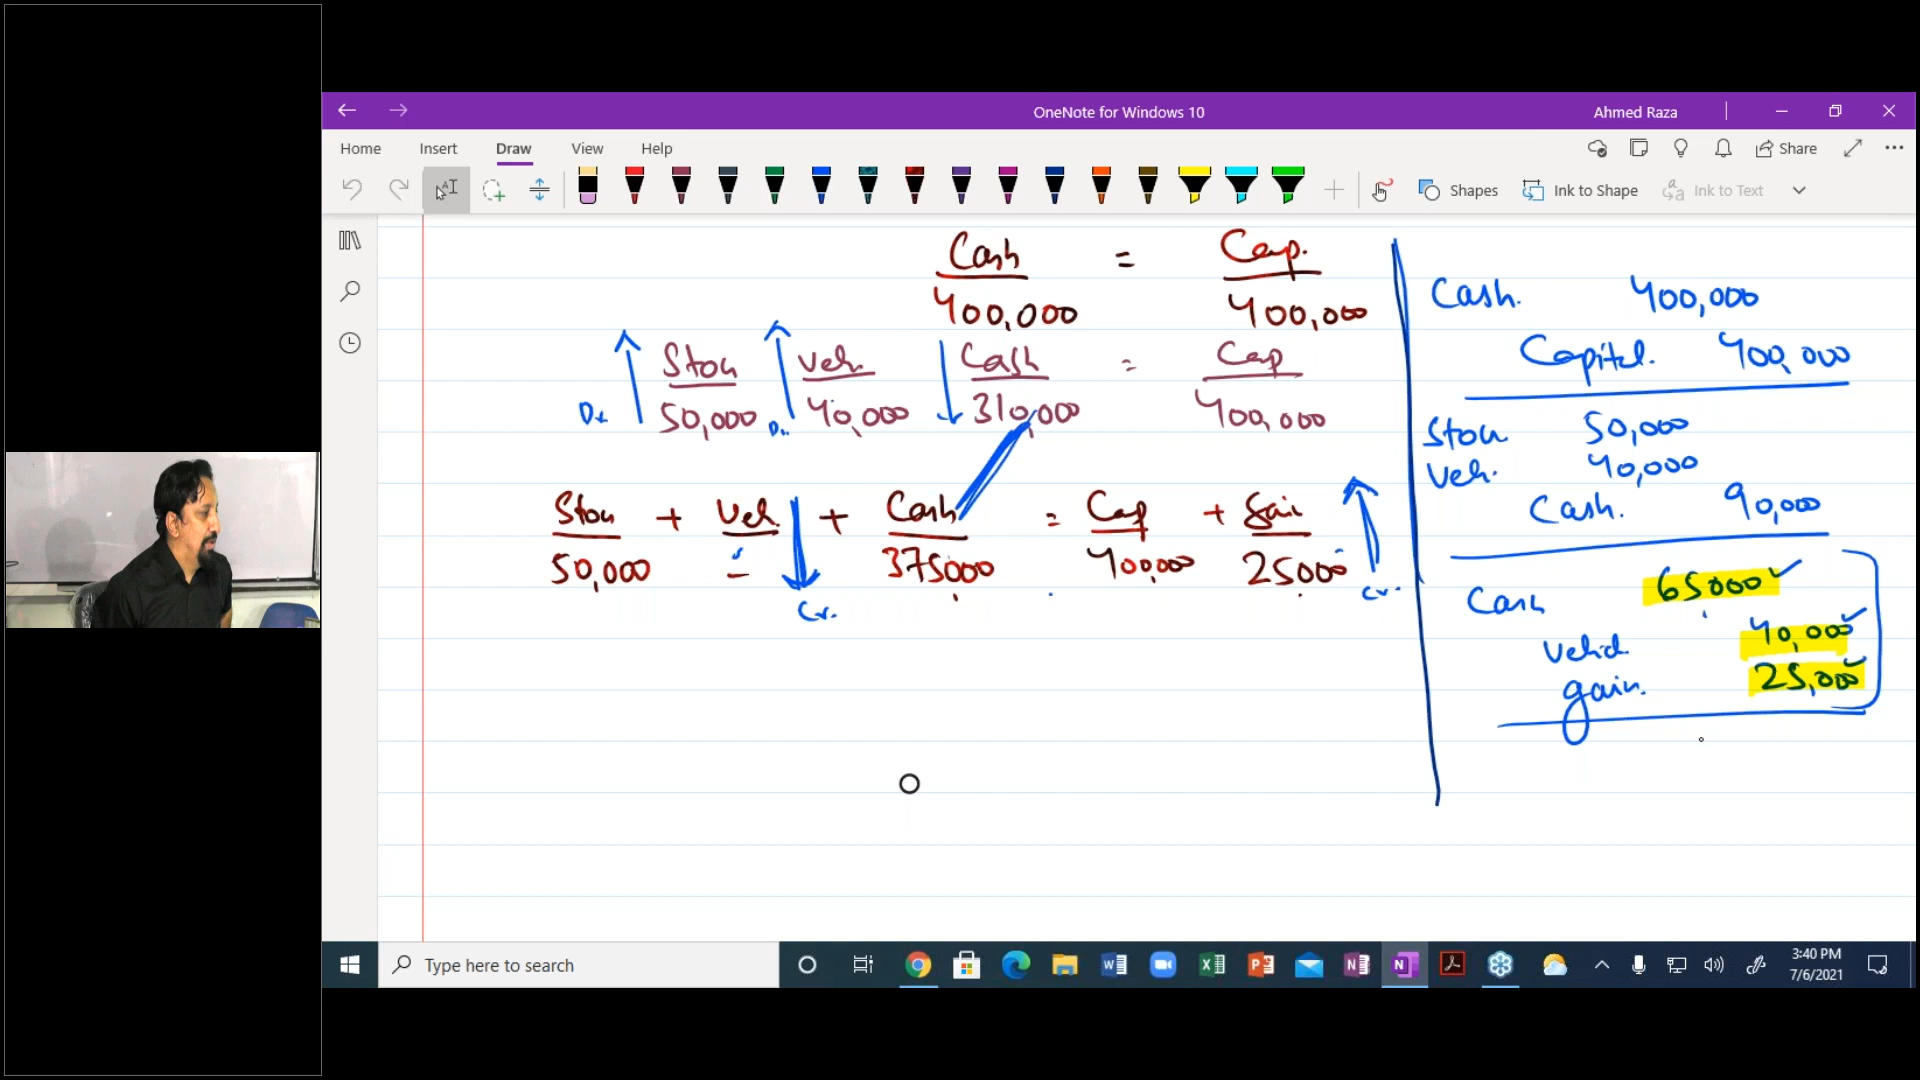 OneNote for Windows 10
Ahmed Raza
Home Insert Draw View Help
Share
Shapes Ink to Shape Ink to Text
Cash = Cap.
400,000 400,000
Stock Veh. Cash = Cap
Dr 50,000 Dr. 40,000 310,000 400,000
Stock + Veh. + Cash = Cap + gain
50,000 - 375000 400,000 25000
Cr. Cr.
Cash. 400,000
Capital. 400,000
Stock 50,000
Veh. 40,000
Cash. 90,000
Cash 65000
40,000
gain. 25,000
Type here to search
3:40 PM
7/6/2021